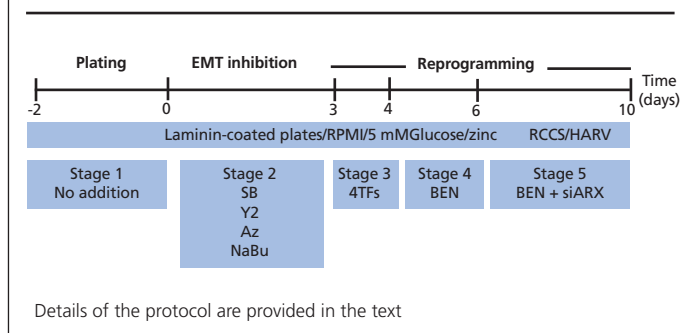 Plating EMT inhibition Reprogramming
Time
(days)
-2 0 3 4 6 10
Laminin-coated plates/RPMI/5 mMGlucose/zinc RCCS/HARV
Stage 1 Stage 2 Stage 3 Stage 4 Stage 5
No addition SB 4TFs BEN BEN + siARX
Y2
Az
NaBu
Details of the protocol are provided in the text